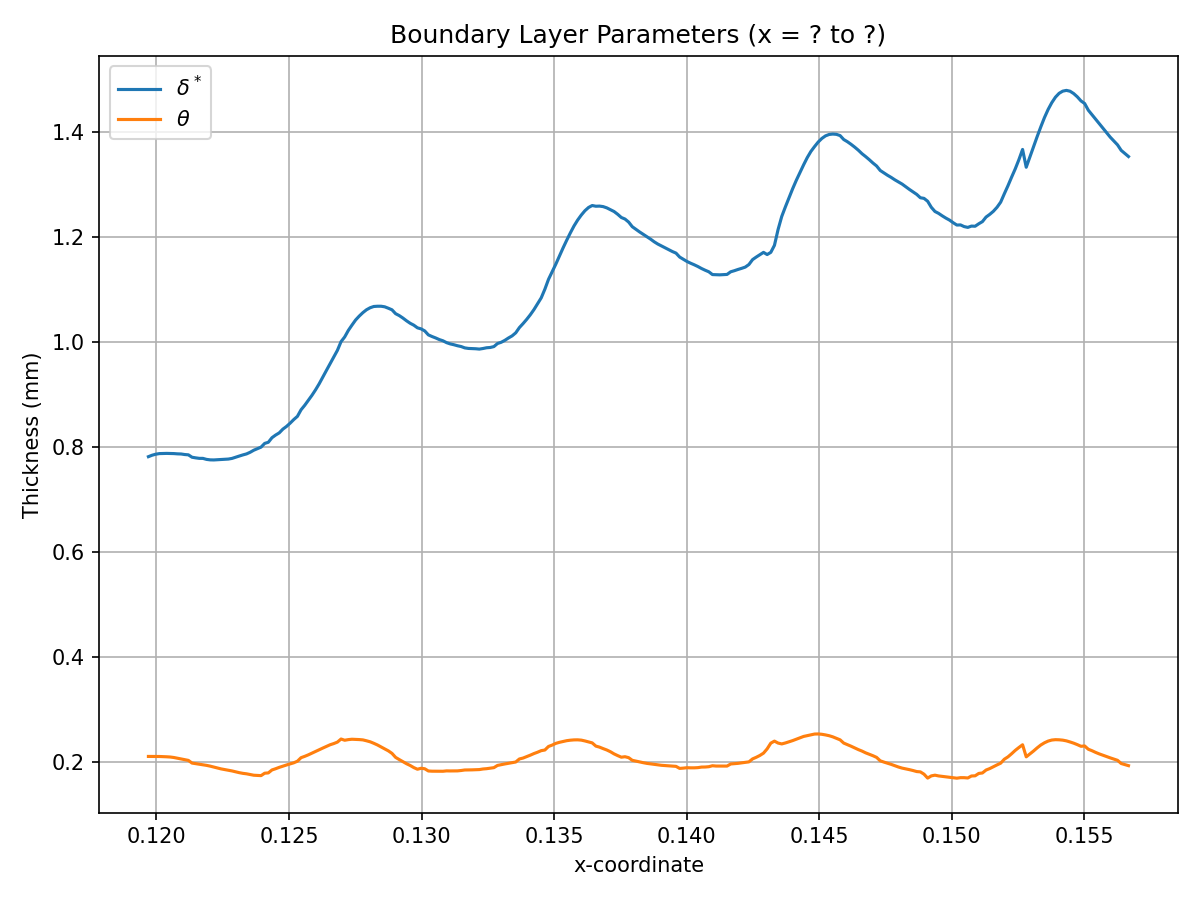 Boundary Layer Parameters (x = ? to ?)
δ*
θ
Thickness (mm)
1.4
1.2
1.0
0.8
0.6
0.4
0.2
0.120 0.125 0.130 0.135 0.140 0.145 0.150 0.155
x-coordinate